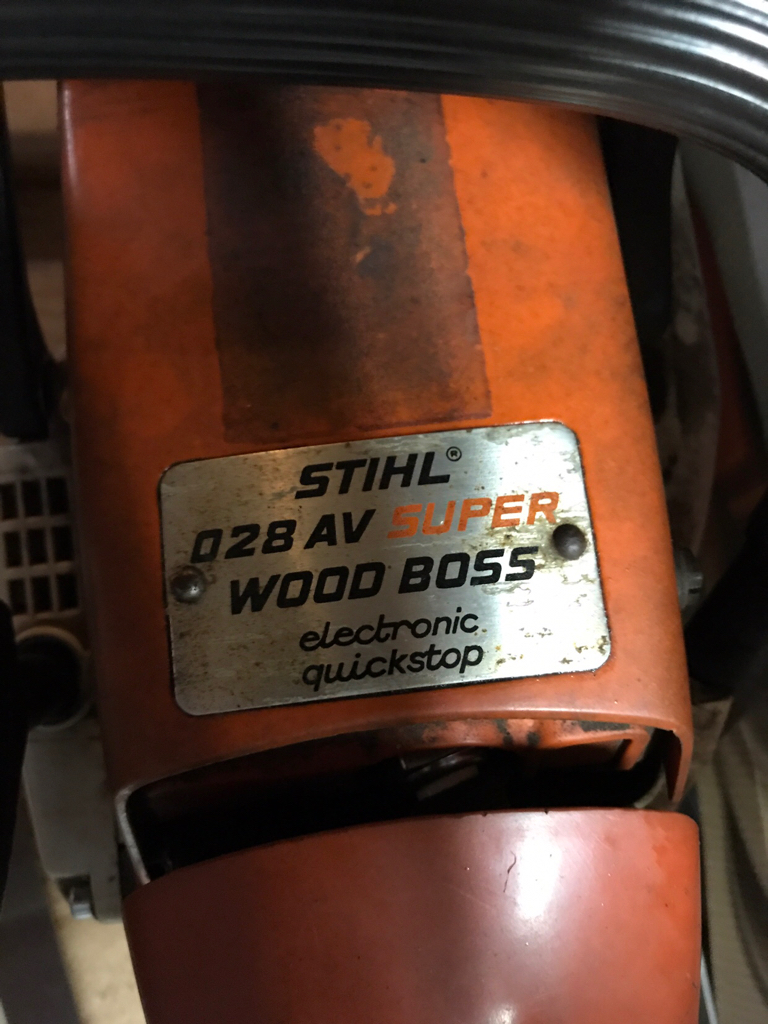 STIHL®
028 AV SUPER
WOOD BOSS
electronic
quickstop